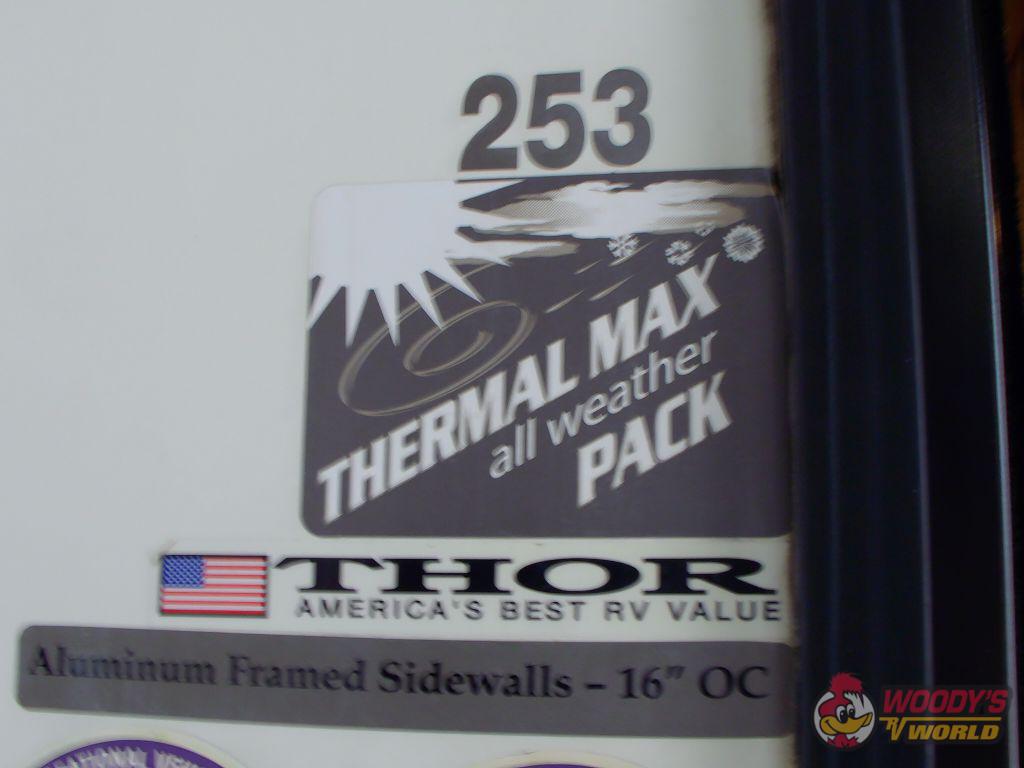 253
THERMAL MAX
all weather
PACK
THOR
AMERICA'S BEST RV VALUE
Aluminum Framed Sidewalls – 16" OC
WOODY'S
RV WORLD